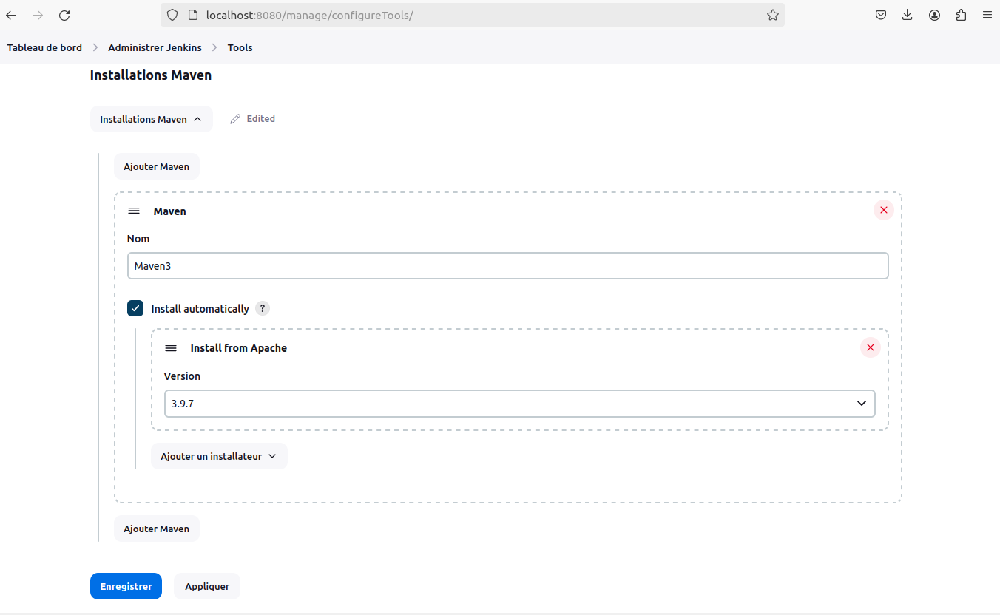 localhost:8080/manage/configureTools/
Tableau de bord > Administrer Jenkins > Tools
Installations Maven
Installations Maven
Edited
Ajouter Maven
Maven
Nom
Maven3
Install automatically ?
Install from Apache
Version
3.9.7
Ajouter un installateur
Ajouter Maven
Enregistrer
Appliquer